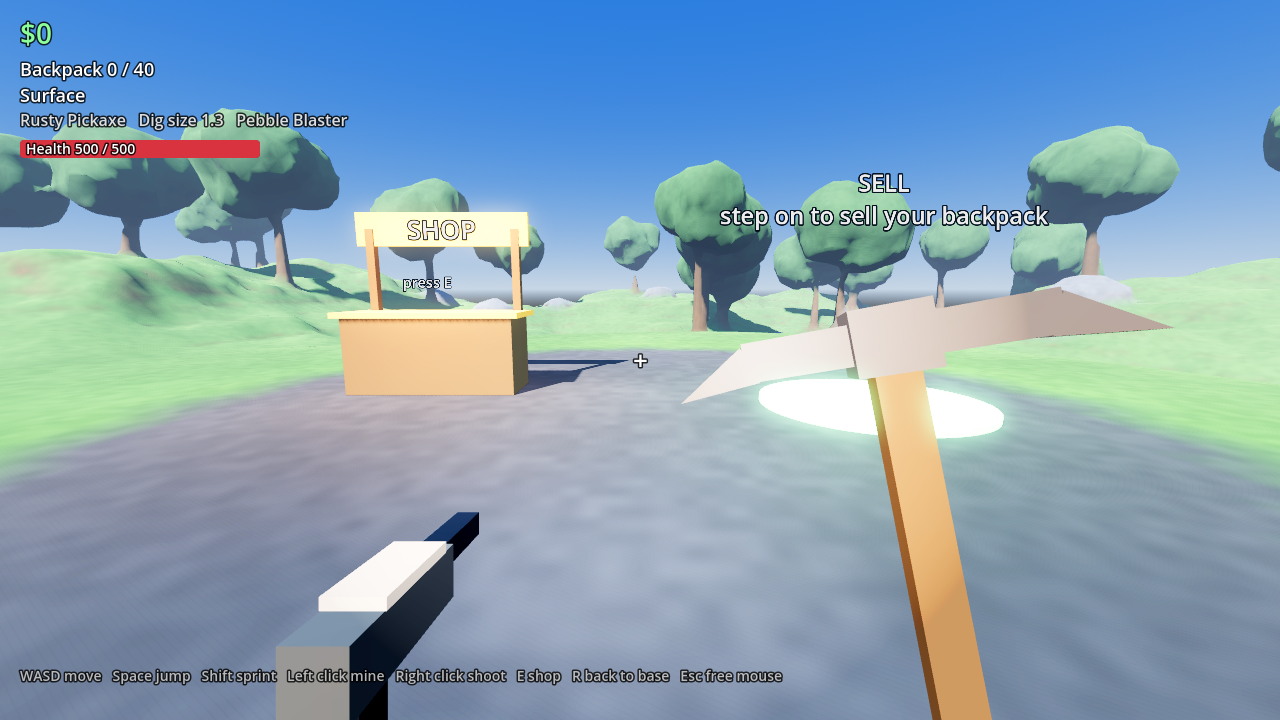 $0
Backpack 0 / 40
Surface
Rusty Pickaxe Dig size 1.3 Pebble Blaster
Health 500 / 500
SELL
step on to sell your backpack
SHOP
press E
WASD move Space jump Shift sprint Left click mine Right click shoot E shop R back to base Esc free mouse